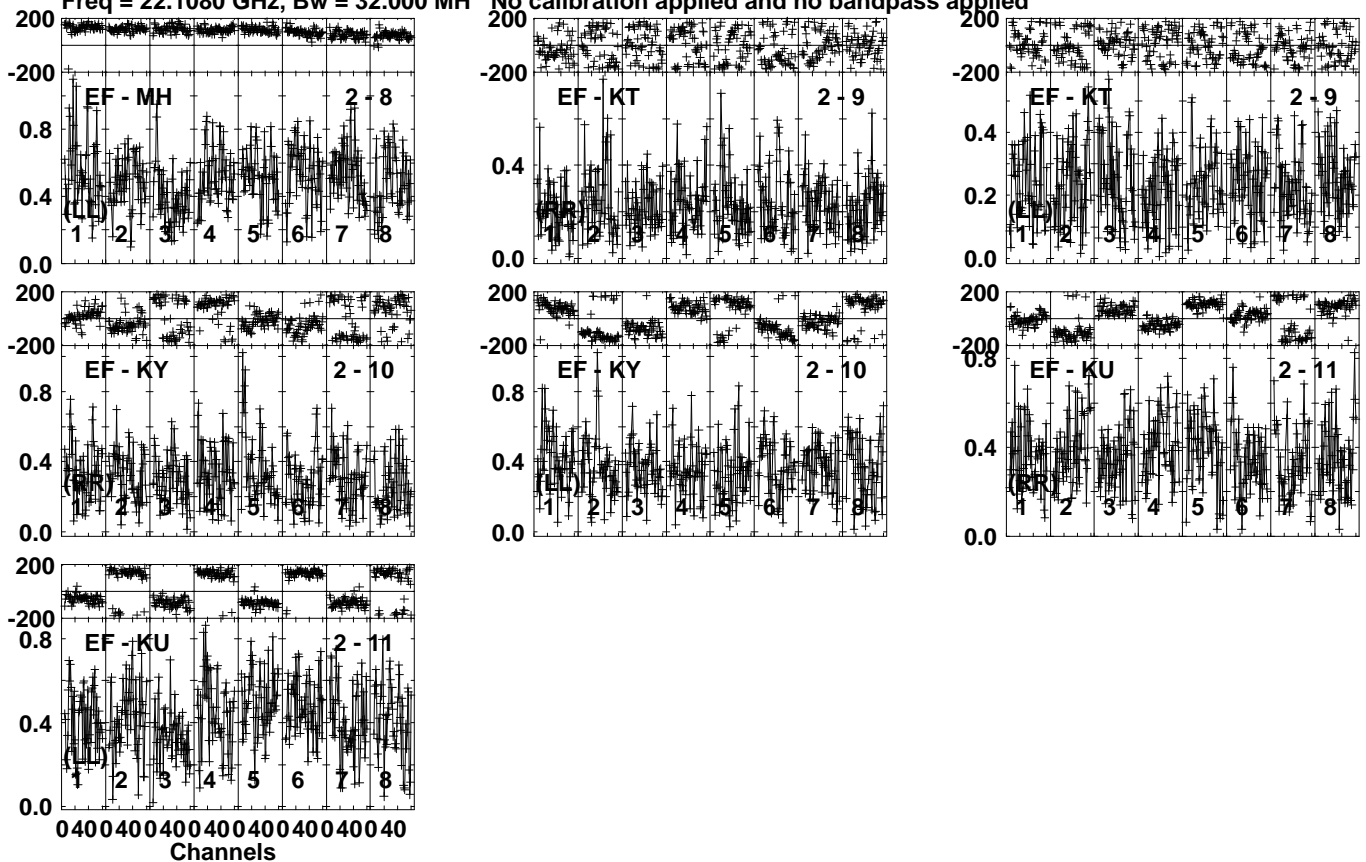 Freq = 22.1080 GHz, Bw = 32.000 MH No calibration applied and no bandpass applied
200
-200
EF - MH 2 - 8
0.8
0.4
(LL)
1 2 3 4 5 6 7 8
0.0
200
-200
EF - KT 2 - 9
0.4
(RR)
1 2 3 4 5 6 7 8
0.0
200
-200
EF - KT 2 - 9
0.4
0.2
(LL)
1 2 3 4 5 6 7 8
0.0
200
-200
EF - KY 2 - 10
0.8
0.4
(RR)
1 2 3 4 5 6 7 8
0.0
200
-200
EF - KY 2 - 10
0.8
0.4
(LL)
1 2 3 4 5 6 7 8
0.0
200
-200
0.8
EF - KU 2 - 11
0.4
(RR)
1 2 3 4 5 6 7 8
0.0
200
-200
0.8
EF - KU 2 - 11
0.4
(LL)
1 2 3 4 5 6 7 8
0.0
0 40 0 40 0 40 0 40 0 40 0 40 0 40 0 40
Channels